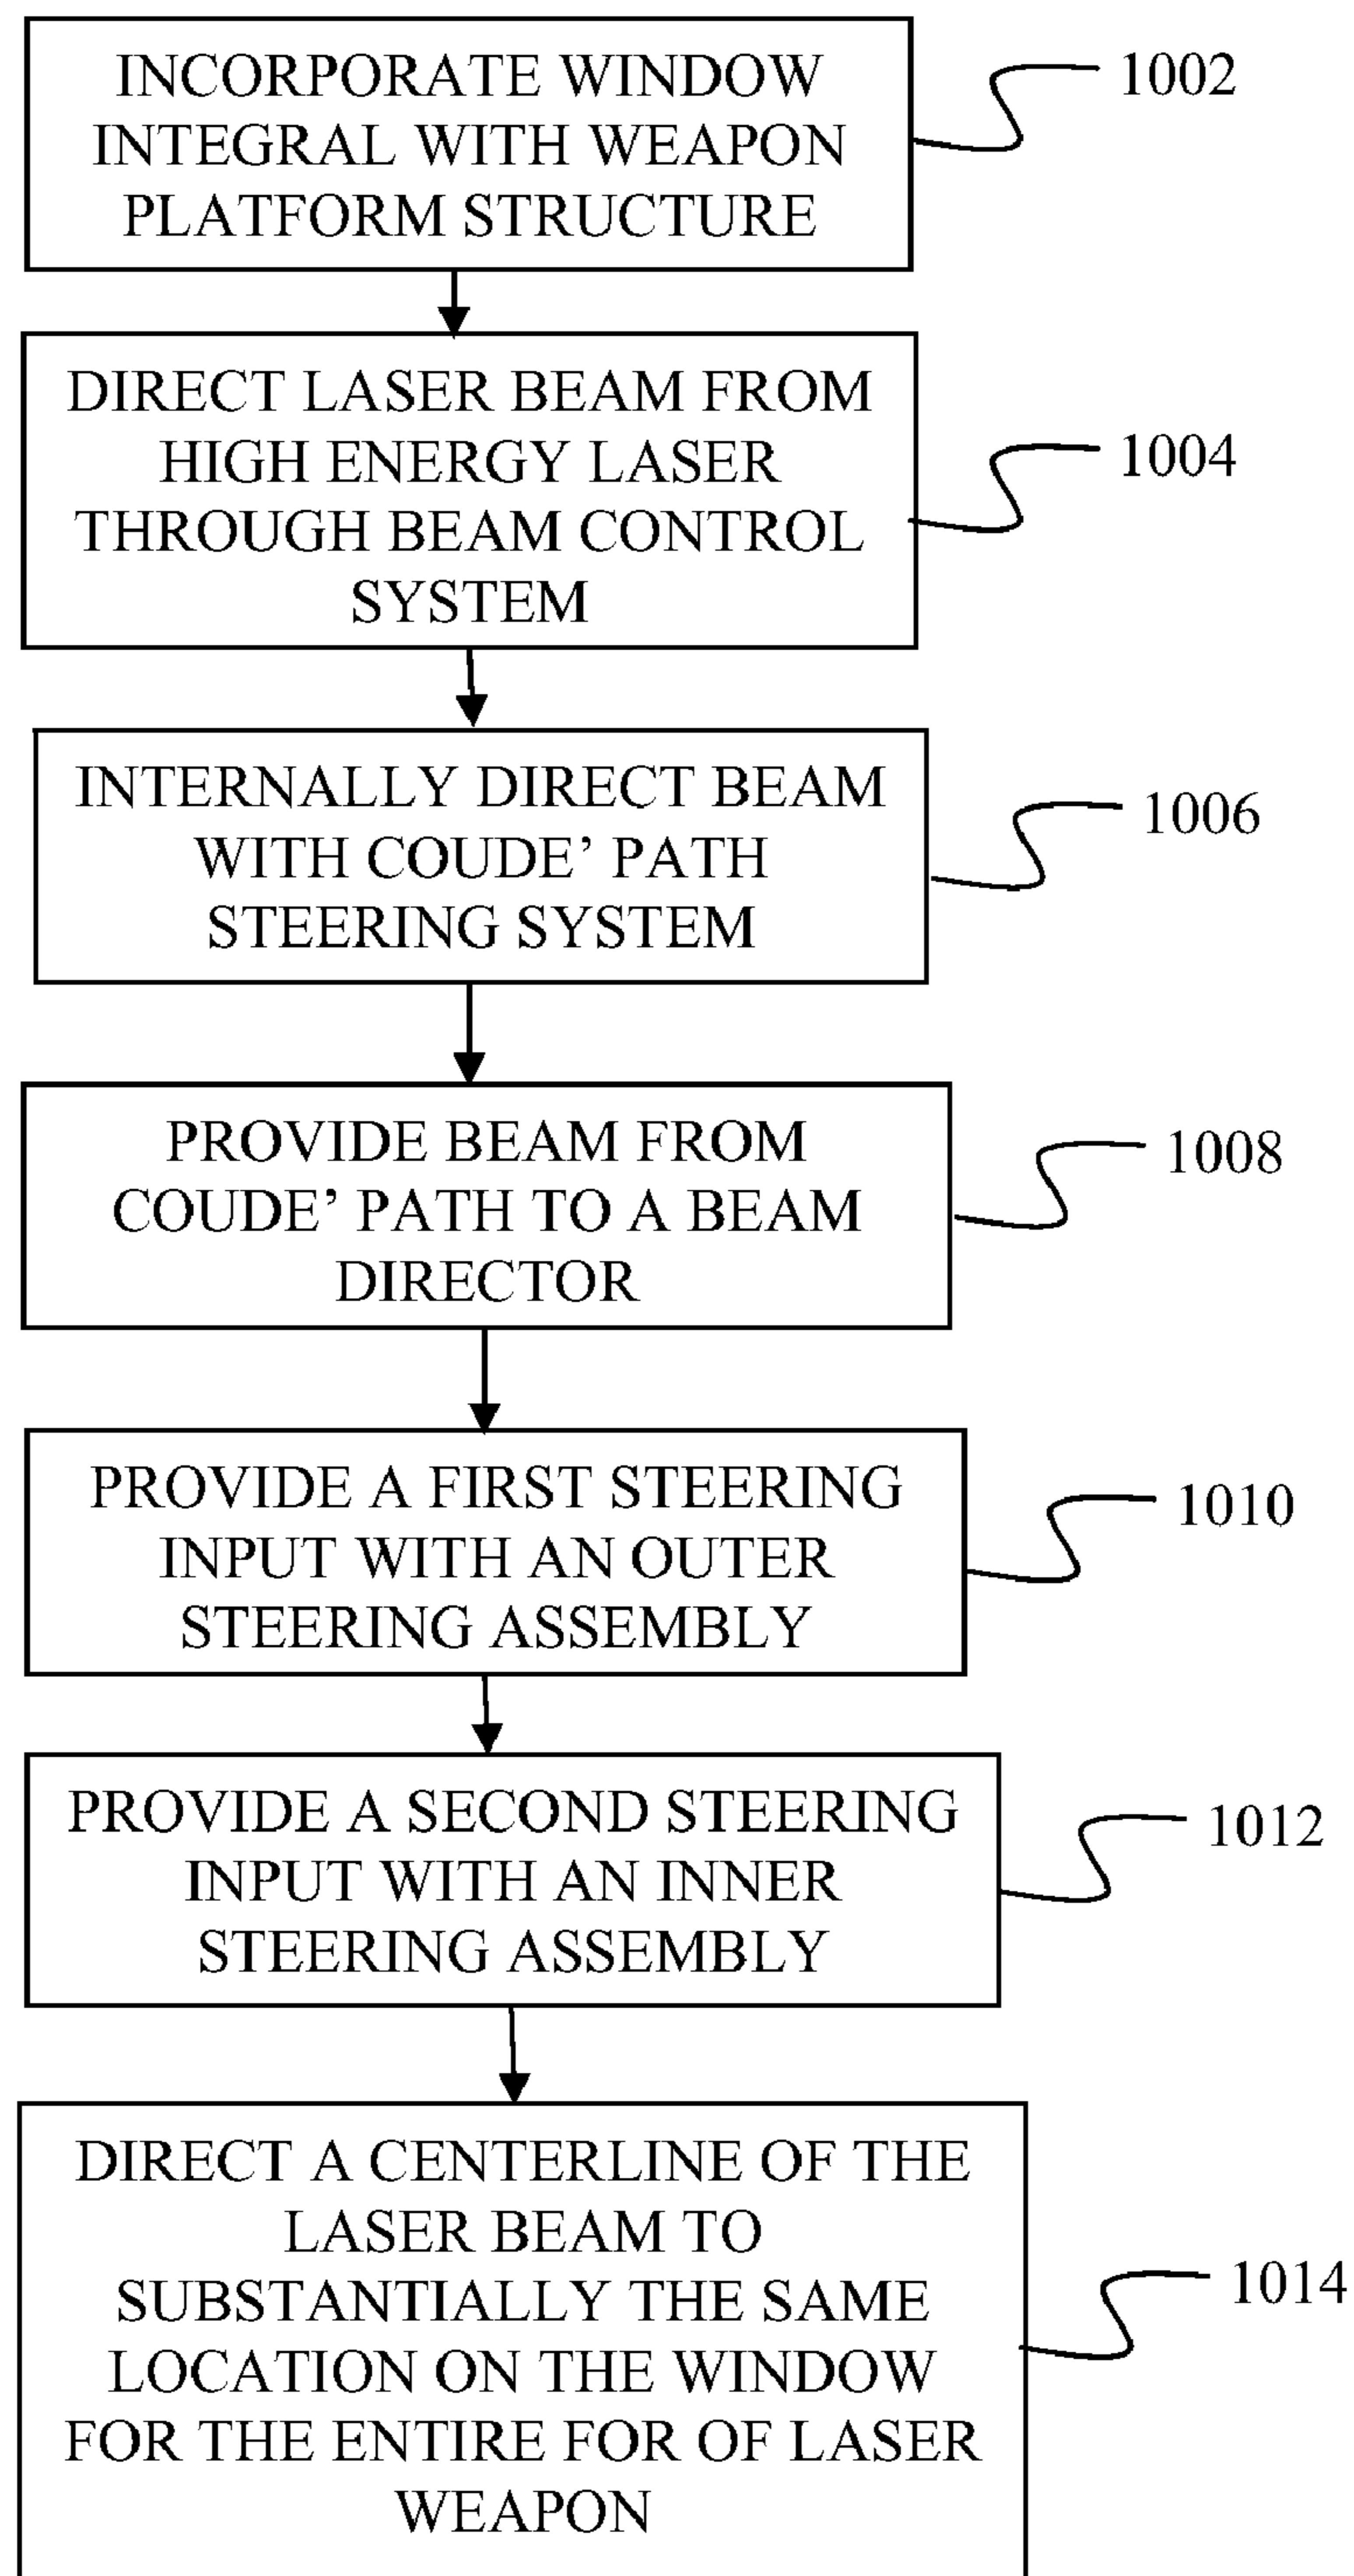 INCORPORATE WINDOW
INTEGRAL WITH WEAPON
PLATFORM STRUCTURE
1002
DIRECT LASER BEAM FROM
HIGH ENERGY LASER
THROUGH BEAM CONTROL
SYSTEM
1004
INTERNALLY DIRECT BEAM
WITH COUDE’ PATH
STEERING SYSTEM
1006
PROVIDE BEAM FROM
COUDE’ PATH TO A BEAM
DIRECTOR
1008
PROVIDE A FIRST STEERING
INPUT WITH AN OUTER
STEERING ASSEMBLY
1010
PROVIDE A SECOND STEERING
INPUT WITH AN INNER
STEERING ASSEMBLY
1012
DIRECT A CENTERLINE OF THE
LASER BEAM TO
SUBSTANTIALLY THE SAME
LOCATION ON THE WINDOW
FOR THE ENTIRE FOR OF LASER
WEAPON
1014